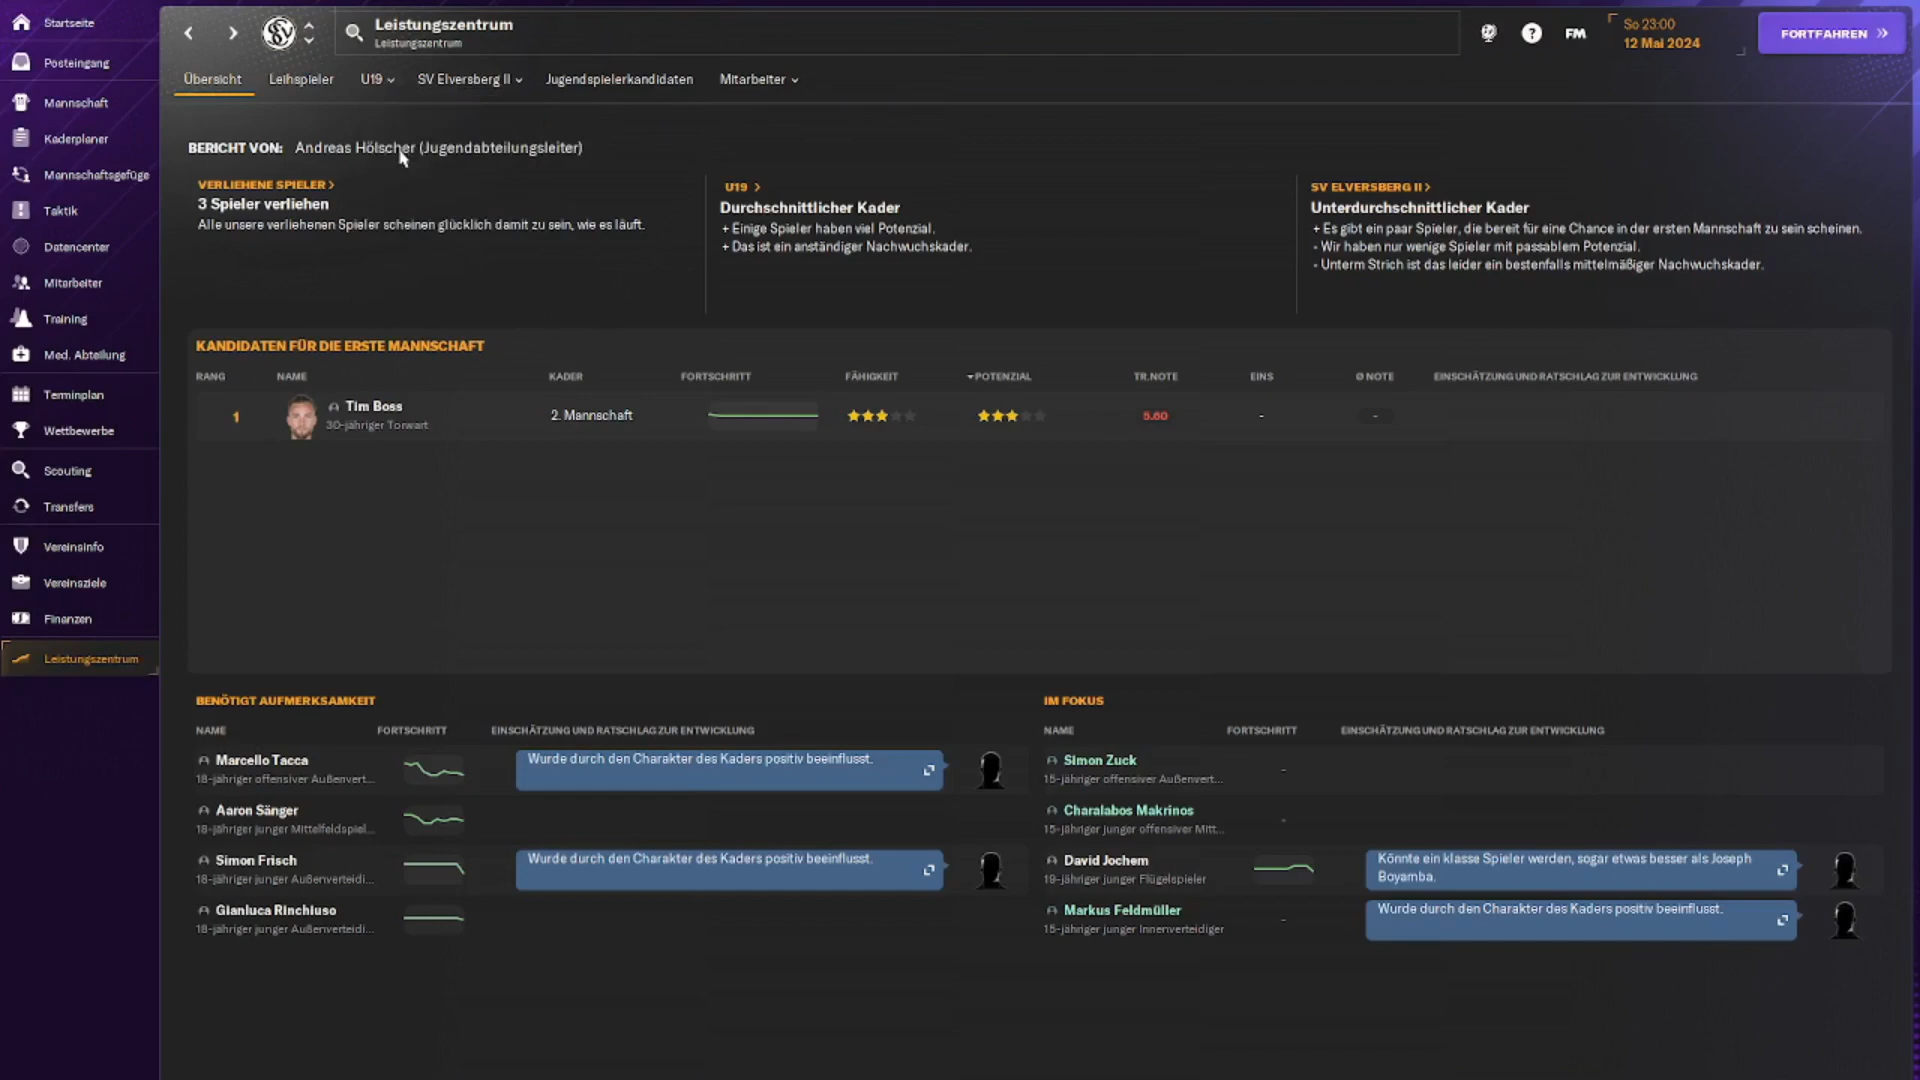 Startseite
Posteingang
Mannschaft
Kaderplaner
Mannschaftsgefüge
Taktik
Datencenter
Mitarbeiter
Training
Med. Abteilung
Terminplan
Wettbewerbe
Scouting
Transfers
Vereinsinfo
Vereinsziele
Finanzen
Leistungszentrum
Leistungszentrum
Leistungszentrum
FM
So 23:00
12 Mai 2024
FORTFAHREN
Übersicht
Leihspieler
U19
SV Elversberg II
Jugendspielerkandidaten
Mitarbeiter
BERICHT VON: Andreas Hölscher (Jugendabteilungsleiter)
VERLIEHENE SPIELER >
3 Spieler verliehen
Alle unsere verliehenen Spieler scheinen glücklich damit zu sein, wie es läuft.
U19 >
Durchschnittlicher Kader
+ Einige Spieler haben viel Potenzial.
+ Das ist ein anständiger Nachwuchskader.
SV ELVERSBERG II >
Unterdurchschnittlicher Kader
+ Es gibt ein paar Spieler, die bereit für eine Chance in der ersten Mannschaft zu sein scheinen.
- Wir haben nur wenige Spieler mit passablem Potenzial.
- Unterm Strich ist das leider ein bestenfalls mittelmäßiger Nachwuchskader.
KANDIDATEN FÜR DIE ERSTE MANNSCHAFT
RANG NAME KADER FORTSCHRITT FÄHIGKEIT POTENZIAL TR.NOTE EINS Ø NOTE EINSCHÄTZUNG UND RATSCHLAG ZUR ENTWICKLUNG
1 Tim Boss 2. Mannschaft 5.60 - -
30-jähriger Torwart
BENÖTIGT AUFMERKSAMKEIT
NAME FORTSCHRITT EINSCHÄTZUNG UND RATSCHLAG ZUR ENTWICKLUNG
Marcello Tacca
18-jähriger offensiver Außenvert...
Wurde durch den Charakter des Kaders positiv beeinflusst.
Aaron Sänger
18-jähriger junger Mittelfeldspiel...
Simon Frisch
18-jähriger junger Außenverteidi...
Wurde durch den Charakter des Kaders positiv beeinflusst.
Gianluca Rinchiuso
18-jähriger junger Außenverteidi...
IM FOKUS
NAME FORTSCHRITT EINSCHÄTZUNG UND RATSCHLAG ZUR ENTWICKLUNG
Simon Zuck -
15-jähriger offensiver Außenvert...
Charalabos Makrinos -
15-jähriger junger offensiver Mitt...
David Jochem
19-jähriger junger Flügelspieler
Könnte ein klasse Spieler werden, sogar etwas besser als Joseph
Boyamba.
Markus Feldmüller -
15-jähriger junger Innenverteidiger
Wurde durch den Charakter des Kaders positiv beeinflusst.